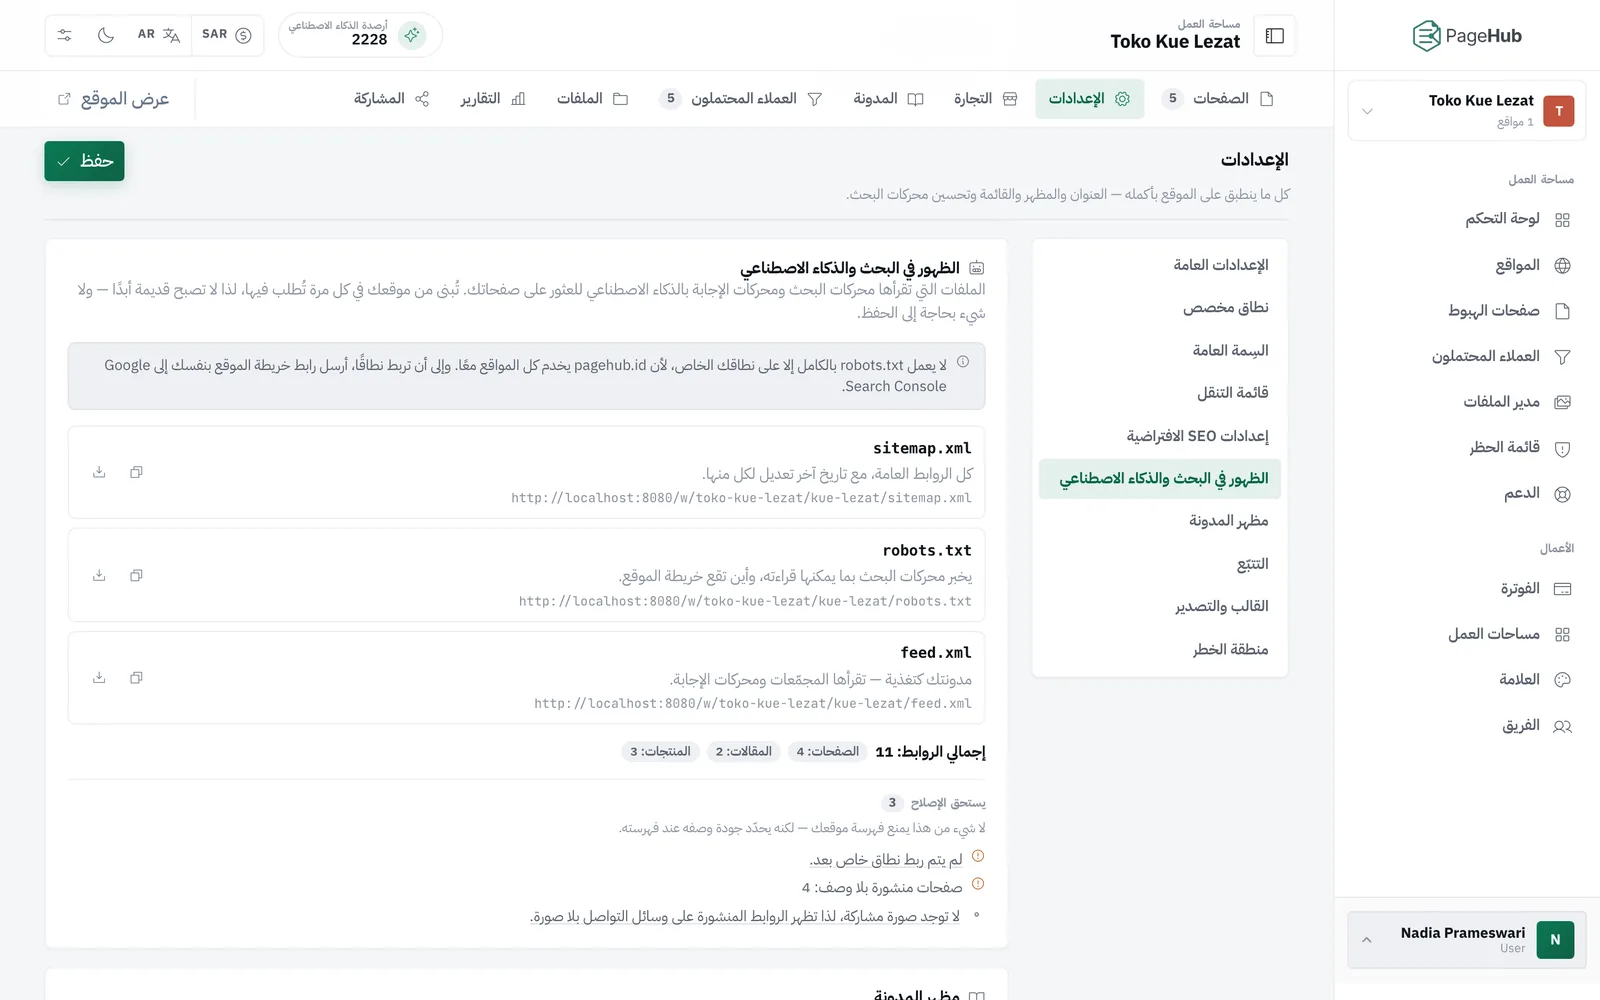 PageHub
Toko Kue Lezat
1 مواقع
T
مساحة العمل
لوحة التحكم
المواقع
صفحات الهبوط
العملاء المحتملون
مدير الملفات
قائمة الحظر
الدعم
الأعمال
الفوترة
مساحات العمل
العلامة
الفريق
Nadia Prameswari
User
N
مساحة العمل
Toko Kue Lezat
أرصدة الذكاء الاصطناعي
2228
SAR
AR
الصفحات 5
الإعدادات
التجارة
المدونة
العملاء المحتملون 5
الملفات
التقارير
المشاركة
عرض الموقع
الإعدادات
كل ما ينطبق على الموقع بأكمله — العنوان والمظهر والقائمة وتحسين محركات البحث.
حفظ
الإعدادات العامة
نطاق مخصص
السِمة العامة
قائمة التنقل
إعدادات SEO الافتراضية
الظهور في البحث والذكاء الاصطناعي
مظهر المدونة
التتبّع
القالب والتصدير
منطقة الخطر
الظهور في البحث والذكاء الاصطناعي
الملفات التي تقرأها محركات البحث ومحركات الإجابة بالذكاء الاصطناعي للعثور على صفحاتك. تُبنى من موقعك في كل مرة تُطلب فيها، لذا لا تصبح قديمة أبدًا — ولا
شيء بحاجة إلى الحفظ.
لا يعمل robots.txt بالكامل إلا على نطاقك الخاص، لأن pagehub.id يخدم كل المواقع معًا. وإلى أن تربط نطاقًا، أرسل رابط خريطة الموقع بنفسك إلى Google
Search Console.
sitemap.xml
كل الروابط العامة، مع تاريخ آخر تعديل لكل منها.
http://localhost:8080/w/toko-kue-lezat/kue-lezat/sitemap.xml
robots.txt
يخبر محركات البحث بما يمكنها قراءته، وأين تقع خريطة الموقع.
http://localhost:8080/w/toko-kue-lezat/kue-lezat/robots.txt
feed.xml
مدونتك كتغذية — تقرأها المجمّعات ومحركات الإجابة.
http://localhost:8080/w/toko-kue-lezat/kue-lezat/feed.xml
إجمالي الروابط: 11 الصفحات: 4 المقالات: 2 المنتجات: 3
يستحق الإصلاح 3
لا شيء من هذا يمنع فهرسة موقعك — لكنه يحدّد جودة وصفه عند فهرسته.
لم يتم ربط نطاق خاص بعد.
صفحات منشورة بلا وصف: 4
لا توجد صورة مشاركة، لذا تظهر الروابط المنشورة على وسائل التواصل بلا صورة.
مظهر المدونة